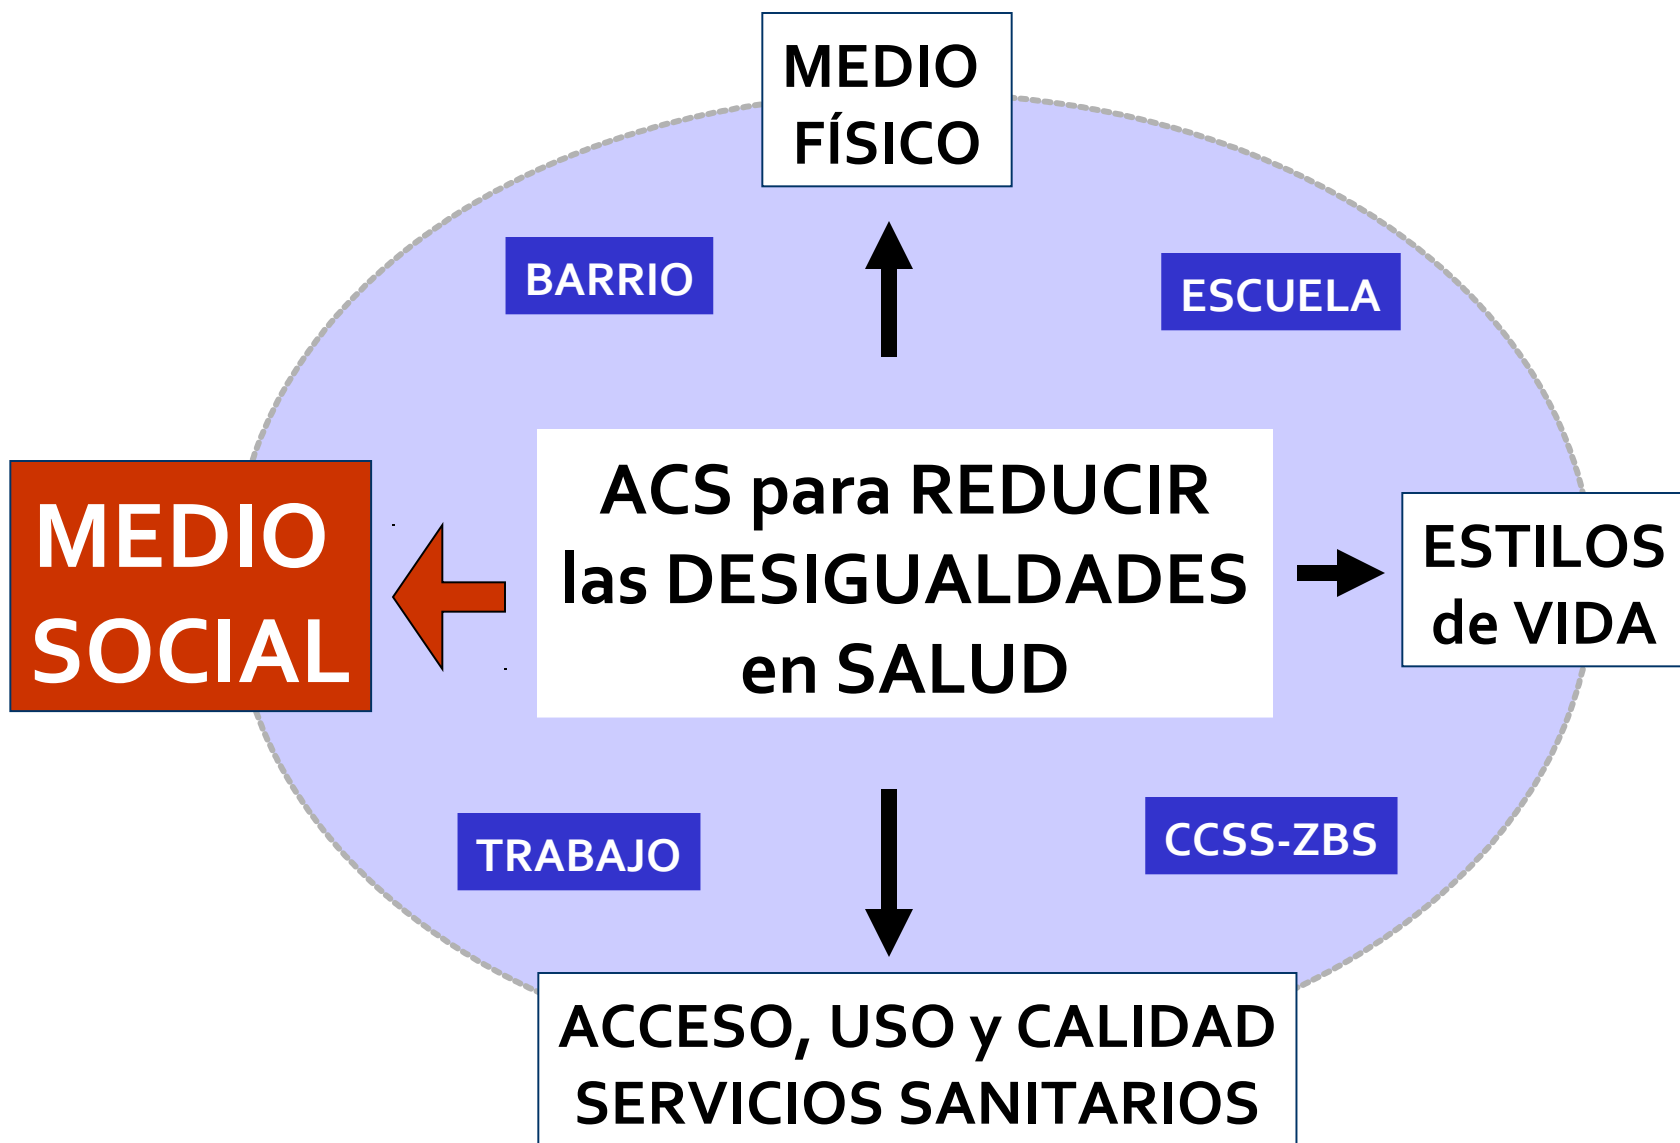 MEDIO
FÍSICO
BARRIO
ESCUELA
MEDIO
SOCIAL
ACS para REDUCIR
las DESIGUALDADES
en SALUD
ESTILOS
de VIDA
TRABAJO
CCSS-ZBS
ACCESO, USO y CALIDAD
SERVICIOS SANITARIOS